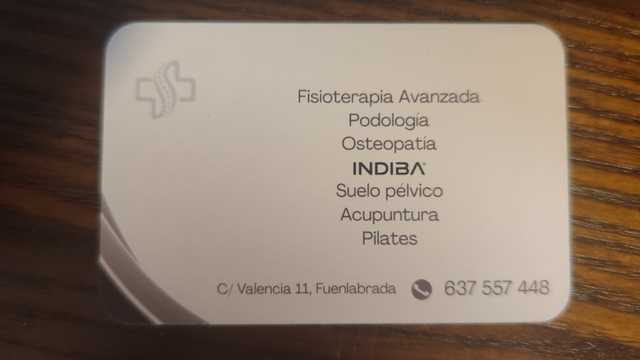 Fisioterapia Avanzada
Podología
Osteopatía
INDIBA®
Suelo pélvico
Acupuntura
Pilates
C/ Valencia 11, Fuenlabrada 637 557 448